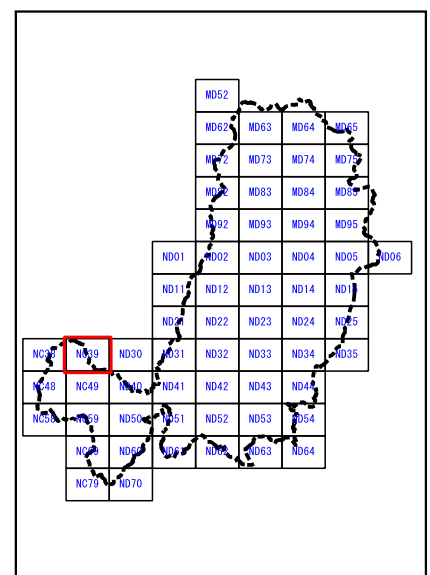 MD52
MD62 MD63 MD64 MD65
MD72 MD73 MD74 MD75
MD82 MD83 MD84 MD85
MD92 MD93 MD94 MD95
ND01 ND02 ND03 ND04 ND05 ND06
ND11 ND12 ND13 ND14 ND15
ND21 ND22 ND23 ND24 ND25
NC38 NC39 ND30 ND31 ND32 ND33 ND34 ND35
NC48 NC49 ND40 ND41 ND42 ND43 ND44
NC58 NC59 ND50 ND51 ND52 ND53 ND54
NC69 ND60 ND61 ND62 ND63 ND64
NC79 ND70